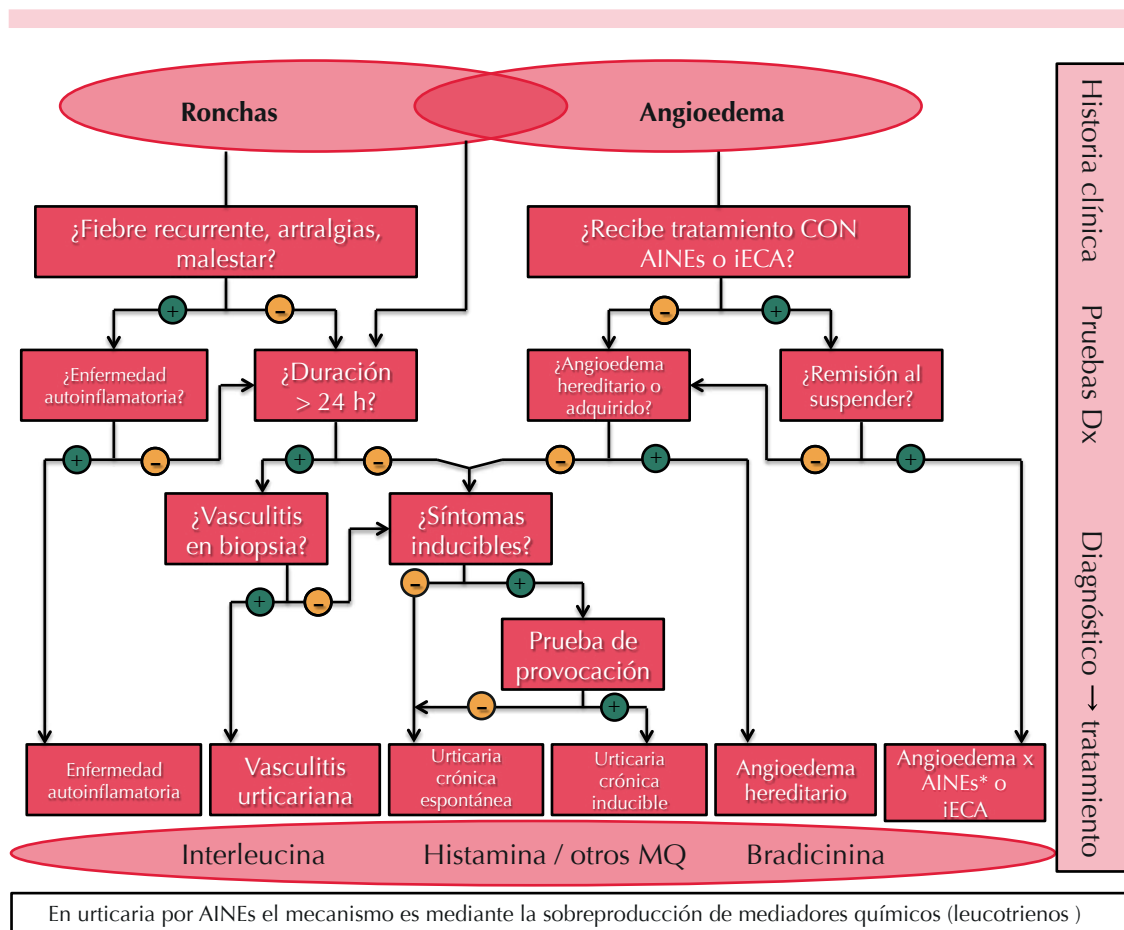 Ronchas
Angioedema
¿Fiebre recurrente, artralgias,
malestar?
¿Recibe tratamiento CON
AINEs o iECA?
+
-
-
+
¿Enfermedad
autoinflamatoria?
¿Duración
> 24 h?
¿Angioedema
hereditario o
adquirido?
¿Remisión al
suspender?
+
-
+
-
-
+
-
+
¿Vasculitis
en biopsia?
¿Síntomas
inducibles?
+
-
-
+
Prueba de
provocación
-
+
Enfermedad
autoinflamatoria
Vasculitis
urticariana
Urticaria
crónica
espontánea
Urticaria
crónica
inducible
Angioedema
hereditario
Angioedema x
AINEs* o
iECA
Interleucina
Histamina / otros MQ
Bradicinina
Historia clínica
Pruebas Dx
Diagnóstico → tratamiento
En urticaria por AINEs el mecanismo es mediante la sobreproducción de mediadores químicos (leucotrienos )